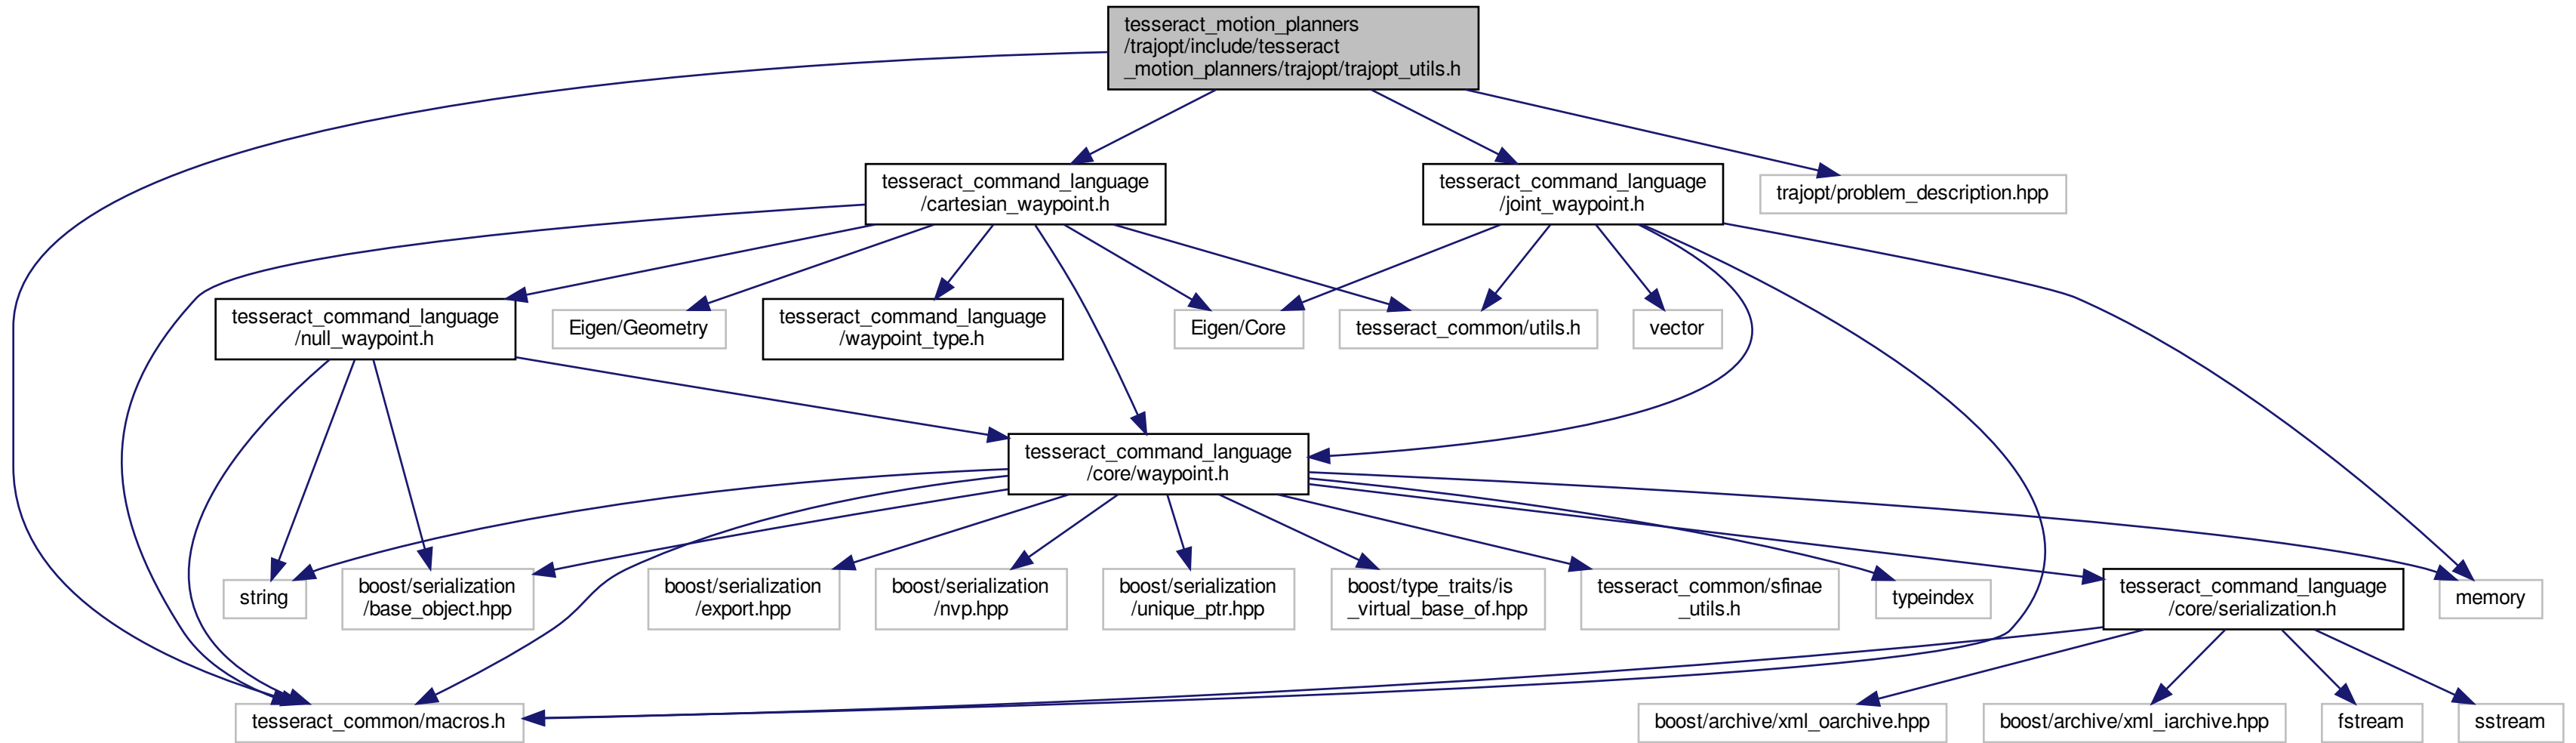 tesseract_motion_planners
/trajopt/include/tesseract
_motion_planners/trajopt/trajopt_utils.h
tesseract_command_language
/cartesian_waypoint.h
tesseract_command_language
/joint_waypoint.h
trajopt/problem_description.hpp
tesseract_command_language
/null_waypoint.h
Eigen/Geometry
tesseract_command_language
/waypoint_type.h
Eigen/Core
tesseract_common/utils.h
vector
tesseract_command_language
/core/waypoint.h
string
boost/serialization
/base_object.hpp
boost/serialization
/export.hpp
boost/serialization
/nvp.hpp
boost/serialization
/unique_ptr.hpp
boost/type_traits/is
_virtual_base_of.hpp
tesseract_common/sfinae
_utils.h
typeindex
tesseract_command_language
/core/serialization.h
memory
tesseract_common/macros.h
boost/archive/xml_oarchive.hpp
boost/archive/xml_iarchive.hpp
fstream
sstream